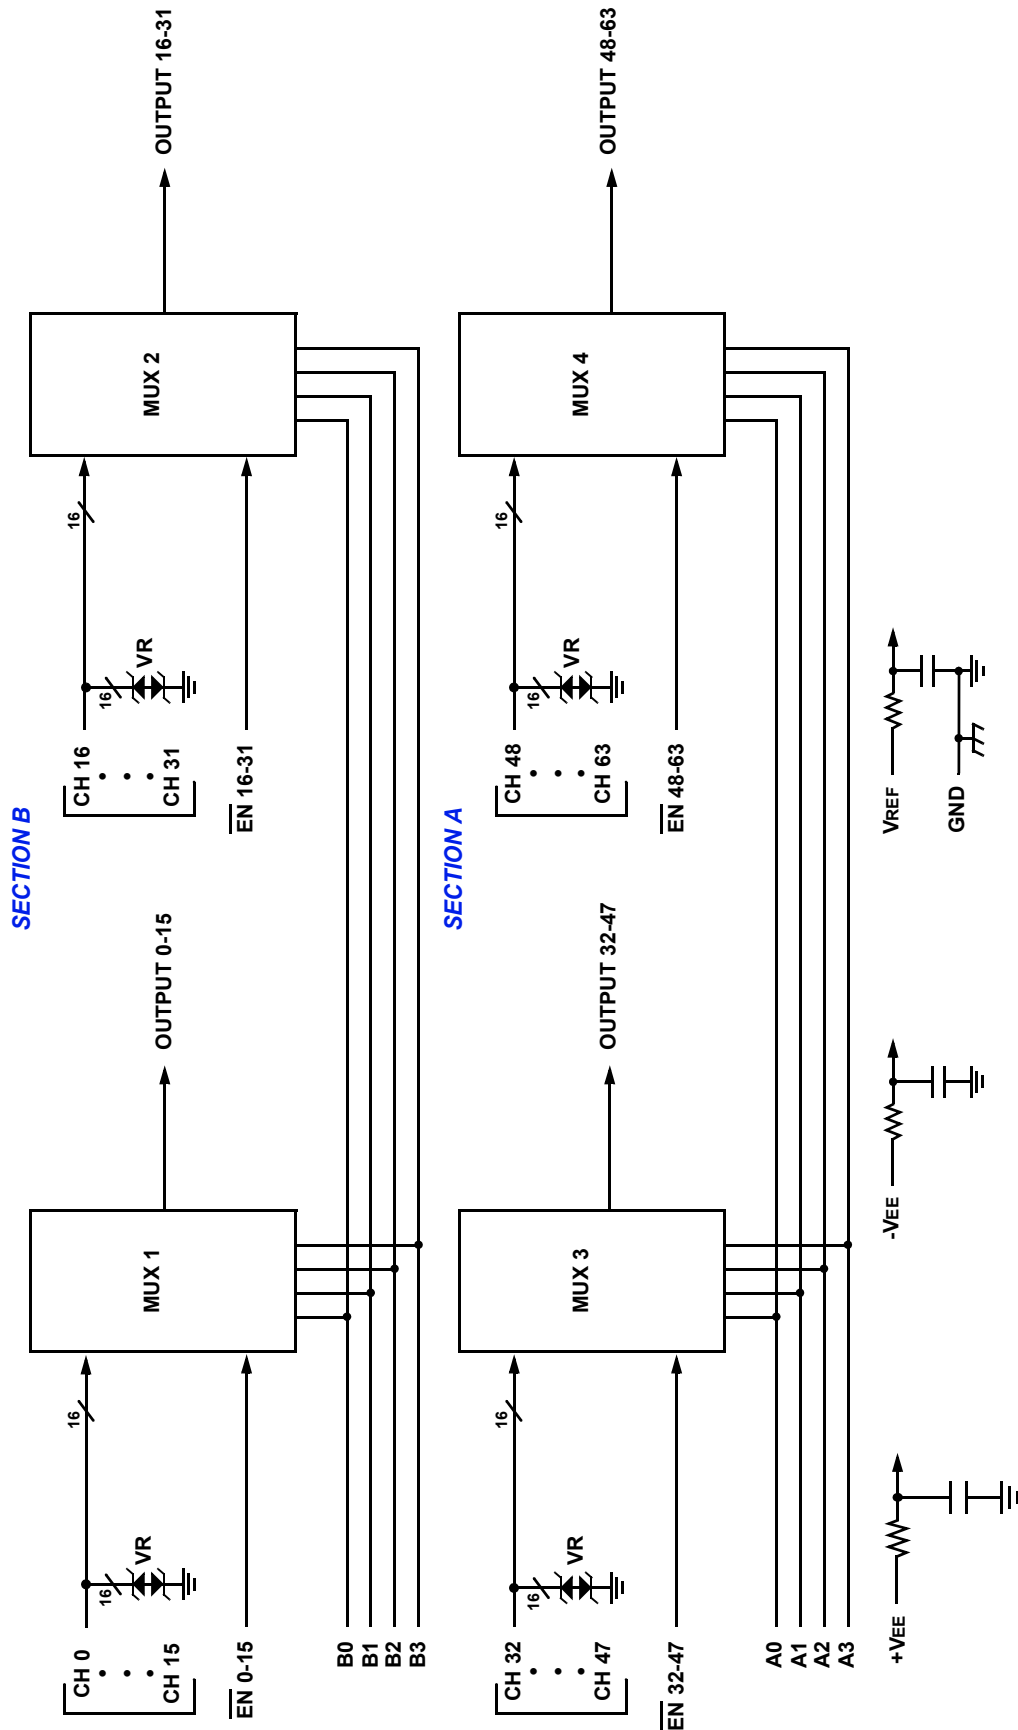 SECTION B
CH 0
CH 15
16
VR
16
EN 0-15
MUX 1
OUTPUT 0-15
CH 16
CH 31
16
VR
16
EN 16-31
MUX 2
OUTPUT 16-31
B0
B1
B2
B3
SECTION A
CH 32
CH 47
16
VR
16
EN 32-47
MUX 3
OUTPUT 32-47
CH 48
CH 63
16
VR
16
EN 48-63
MUX 4
OUTPUT 48-63
A0
A1
A2
A3
+VEE
-VEE
VREF
GND